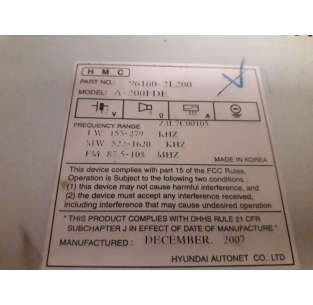 HMC
PART NO.: 96160-2L200
MODEL: A-200FDE
V Ω A
ZAL7C00105
FREQUENCY RANGE
LW 153-279 KHZ
MW 522-1620 KHZ
FM 87.5-108 MHZ
MADE IN KOREA
This device complies with part 15 of the FCC Rules.
Operation is Subject to the following two conditions :
(1) this device may not cause harmful interference, and
(2) the device must accept any interference received,
including interference that may cause undesired operation
"THIS PRODUCT COMPLIES WITH DHHS RULE 21 CFR
SUBCHAPTER J IN EFFECT OF DATE OF MANUFACTURE"
MANUFACTURED : DECEMBER. 2007
HYUNDAI AUTONET CO., LTD